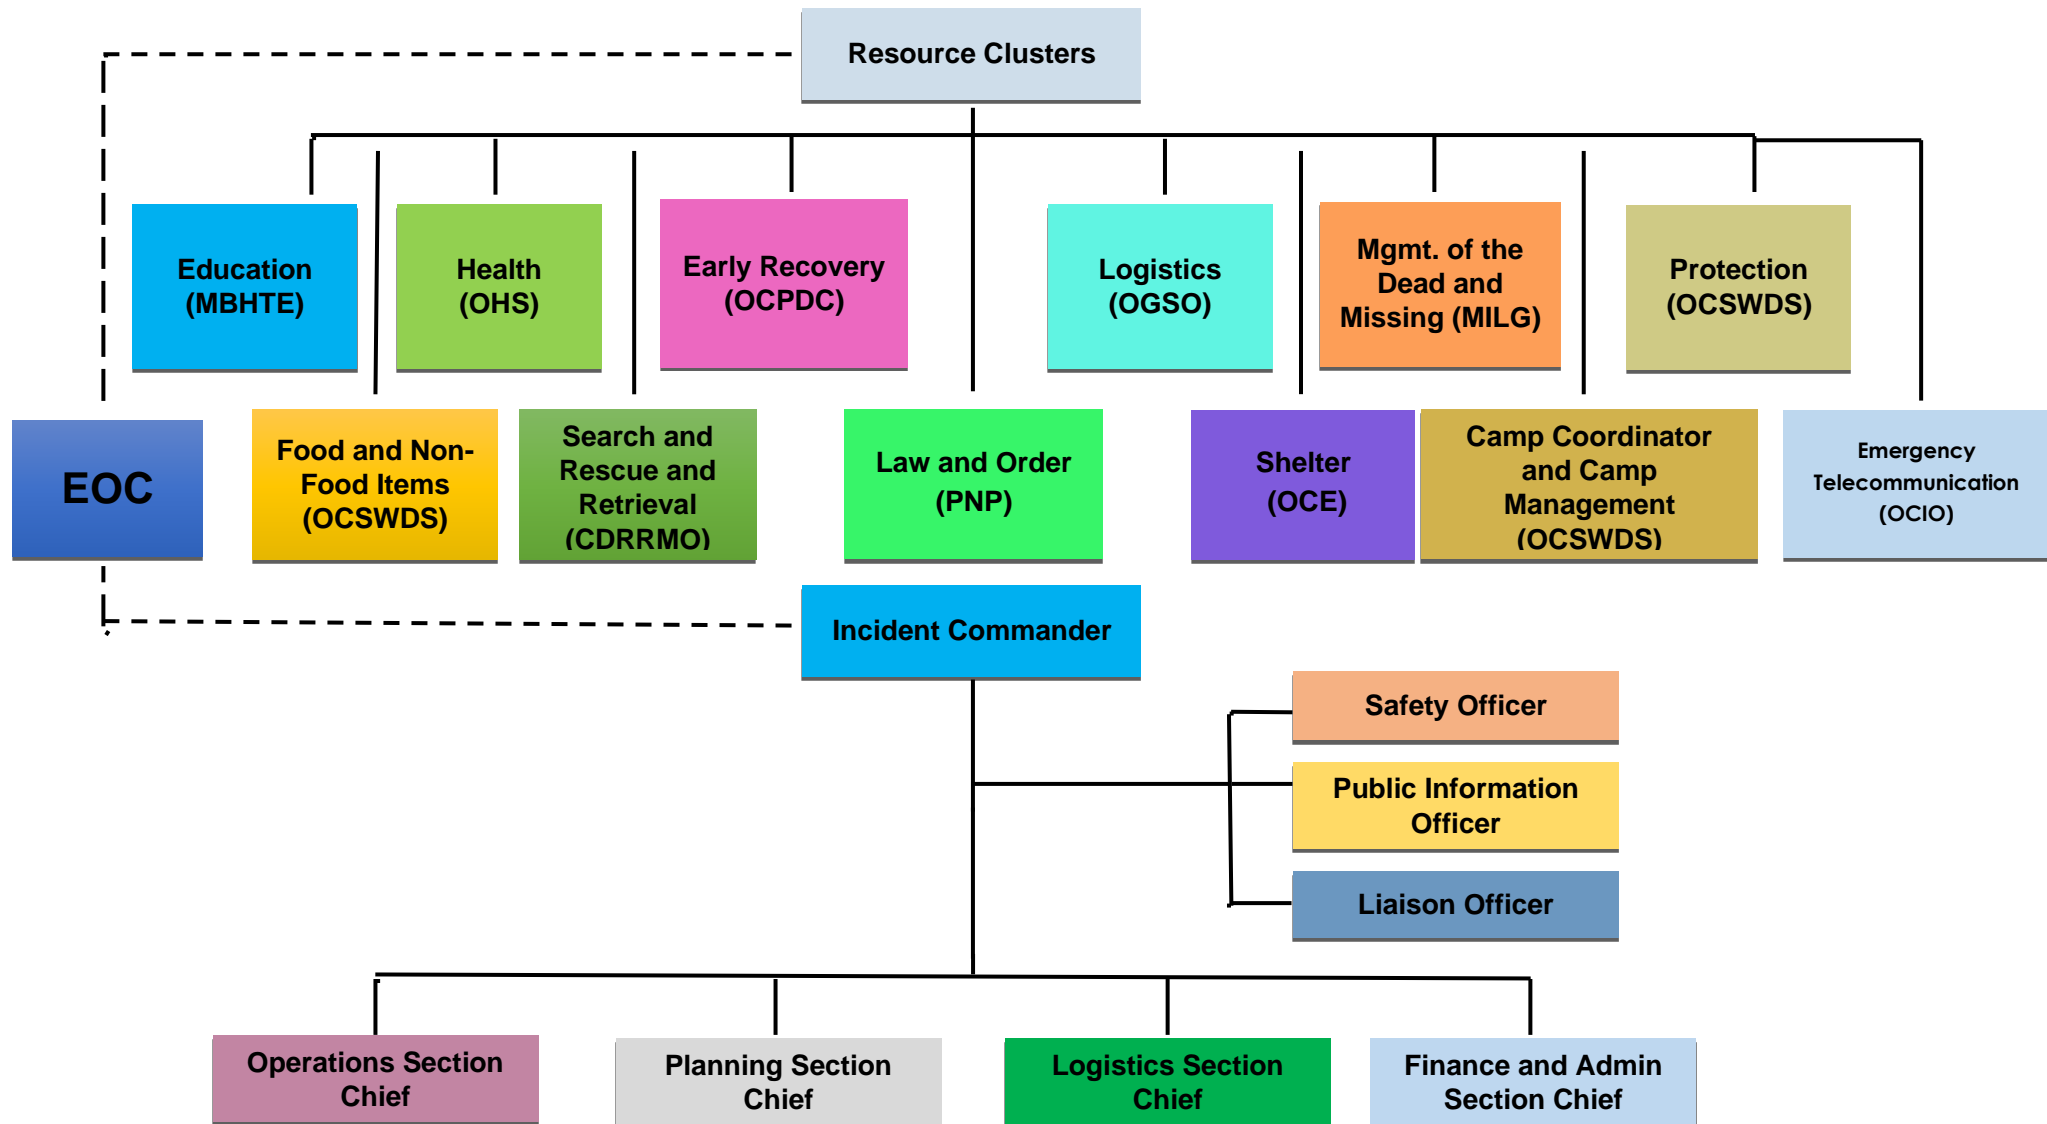 Resource Clusters
Education
(MBHTE)
Health
(OHS)
Early Recovery
(OCPDC)
Logistics
(OGSO)
Mgmt. of the
Dead and
Missing (MILG)
Protection
(OCSWDS)
EOC
Food and Non-
Food Items
(OCSWDS)
Search and
Rescue and
Retrieval
(CDRRMO)
Law and Order
(PNP)
Shelter
(OCE)
Camp Coordinator
and Camp
Management
(OCSWDS)
Emergency
Telecommunication
(OCIO)
Incident Commander
Safety Officer
Public Information
Officer
Liaison Officer
Operations Section
Chief
Planning Section
Chief
Logistics Section
Chief
Finance and Admin
Section Chief